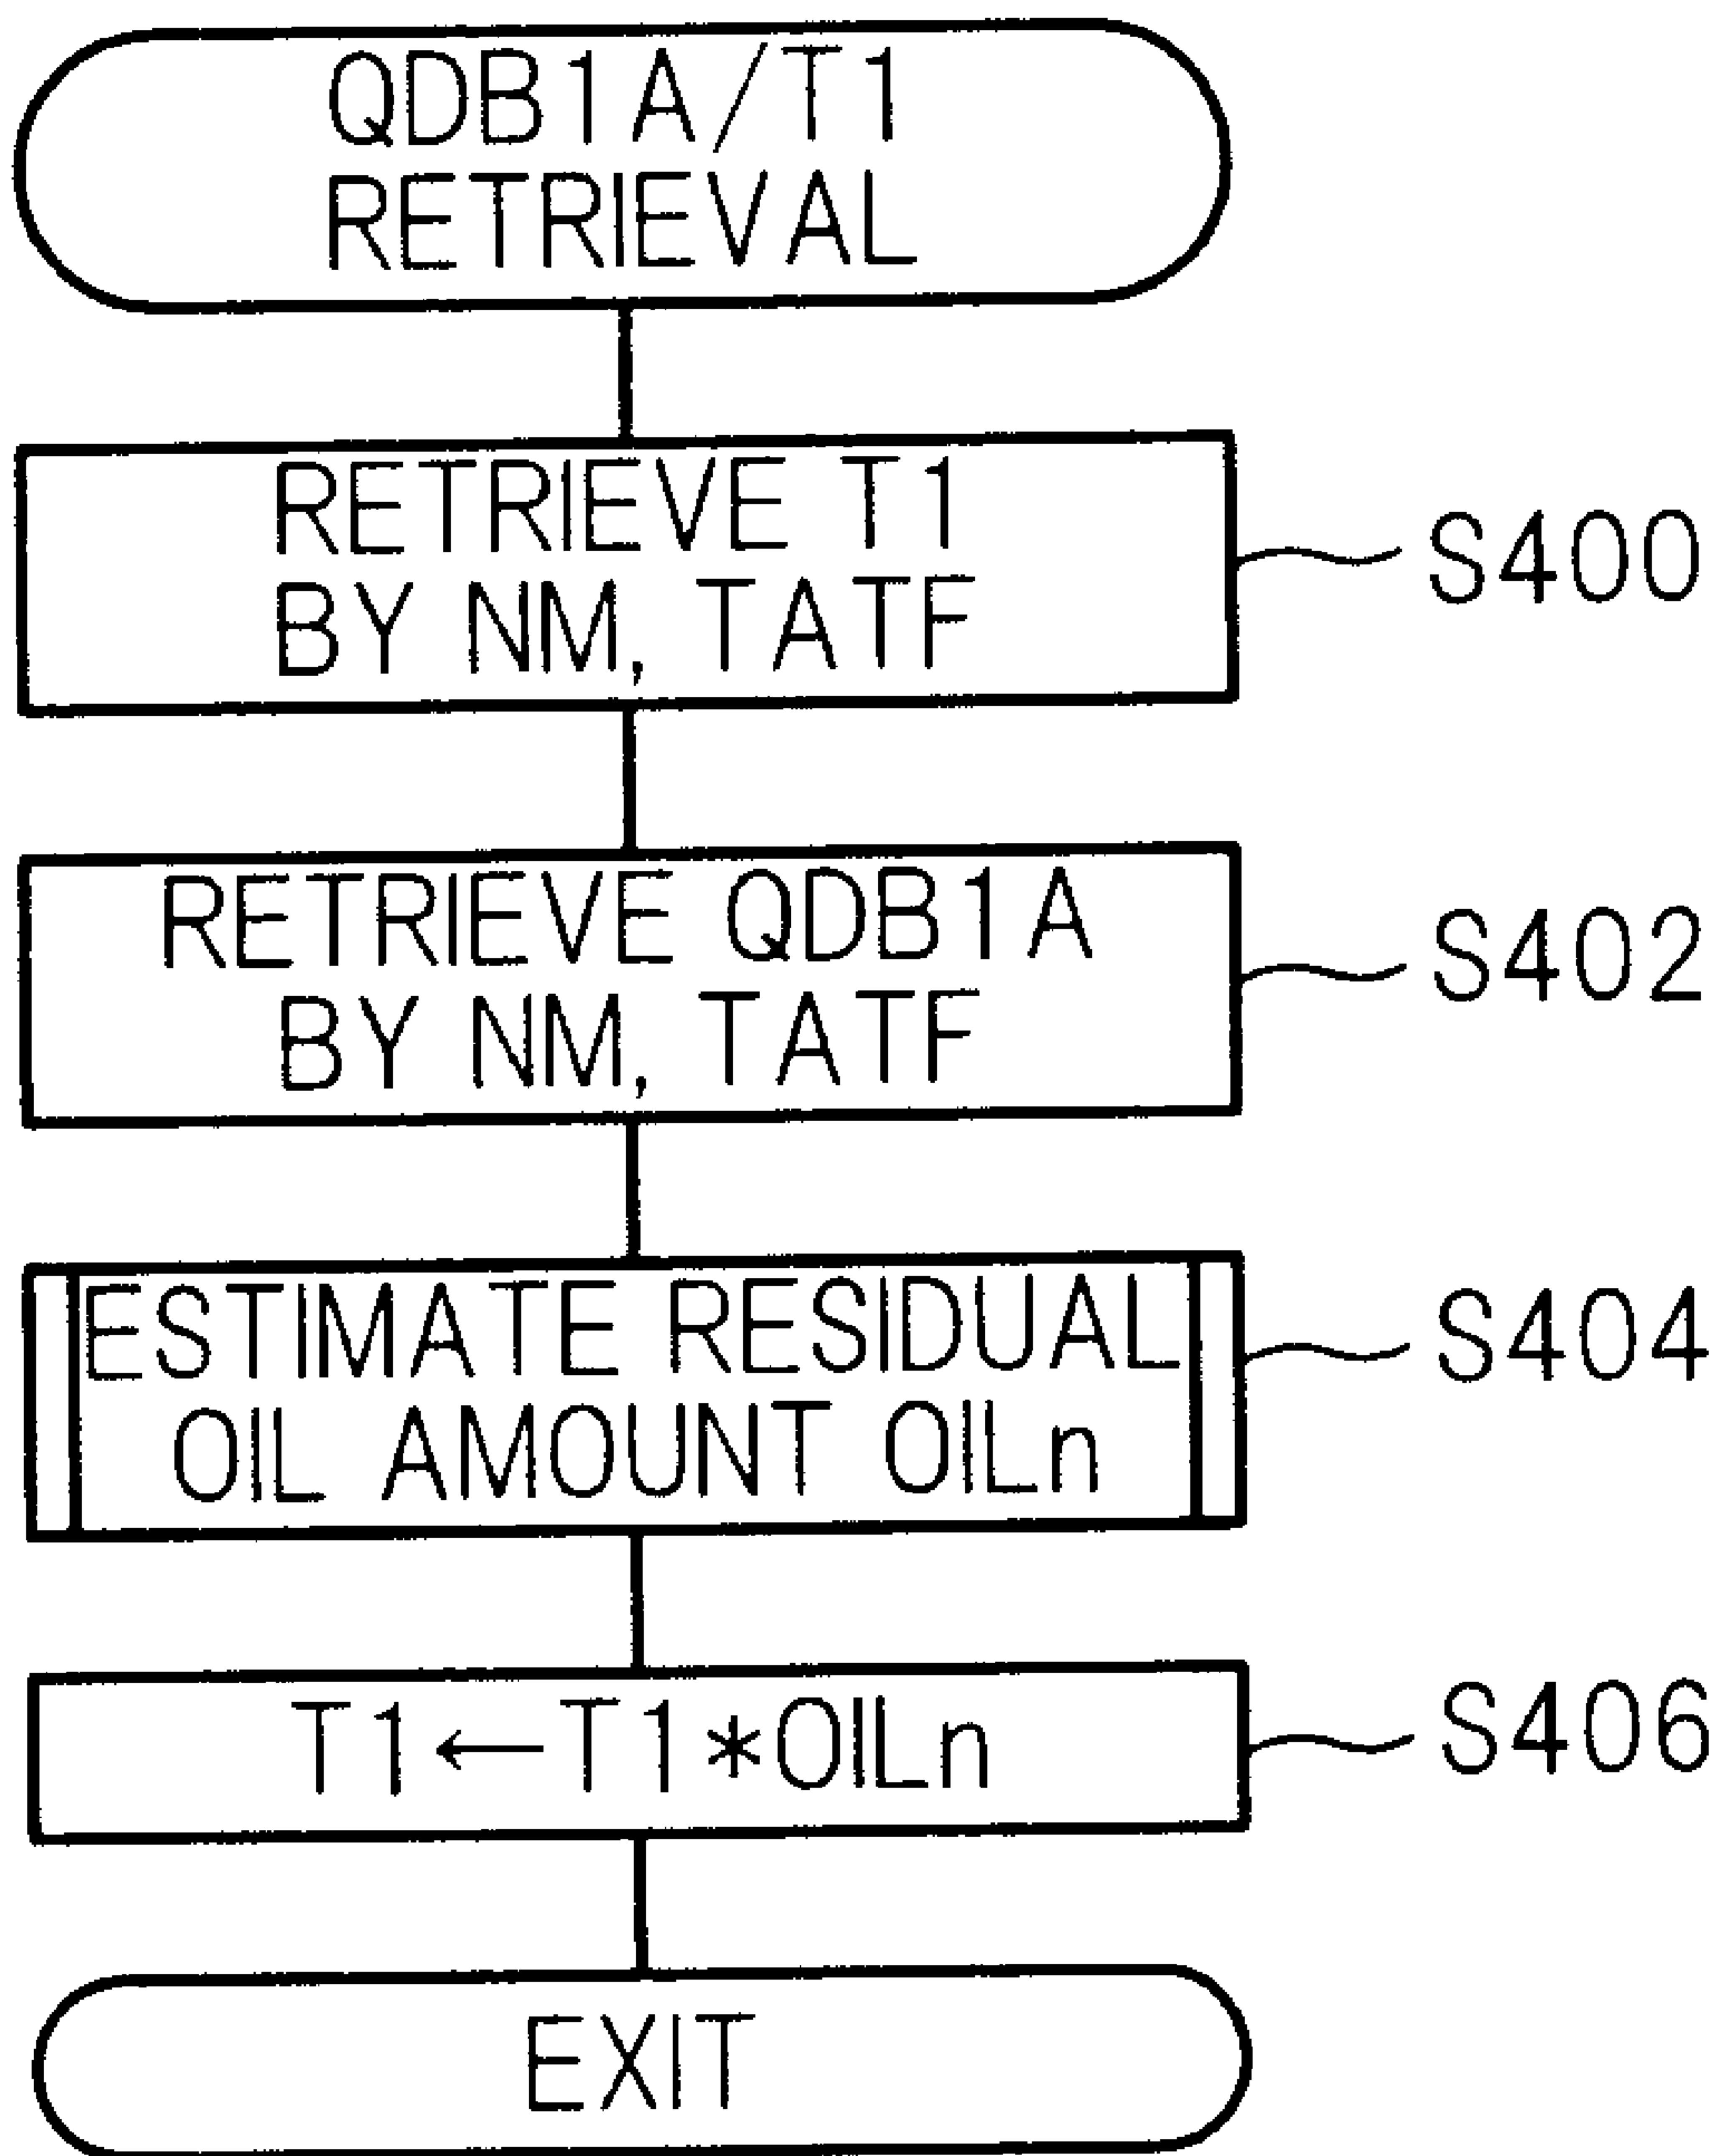 QDB1A/T1
RETRIEVAL
RETRIEVE T1
BY NM, TATF
S400
RETRIEVE QDB1A
BY NM, TATF
S402
ESTIMATE RESIDUAL
OIL AMOUNT OILn
S404
T1←T1*OILn
S406
EXIT